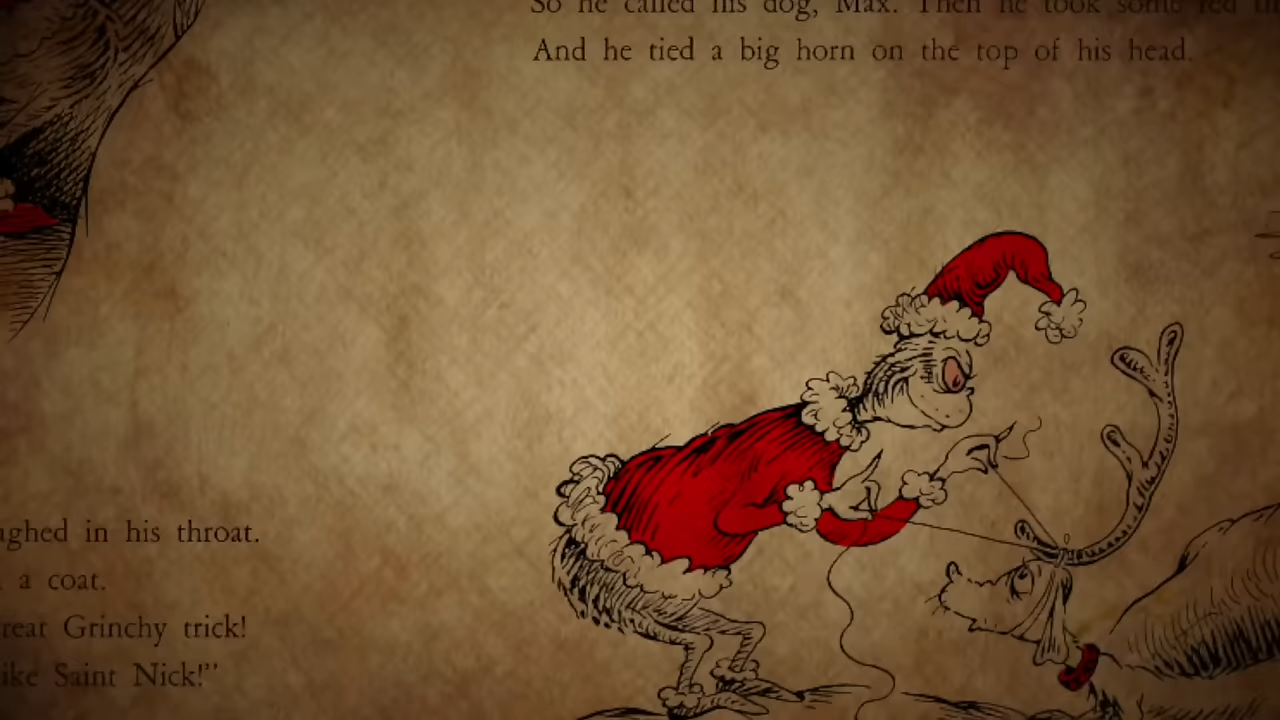 So he called his dog, Max. Then he took some red
And he tied a big horn on the top of his head.
ughed in his throat.
a coat.
reat Grinchy trick!
ike Saint Nick!”